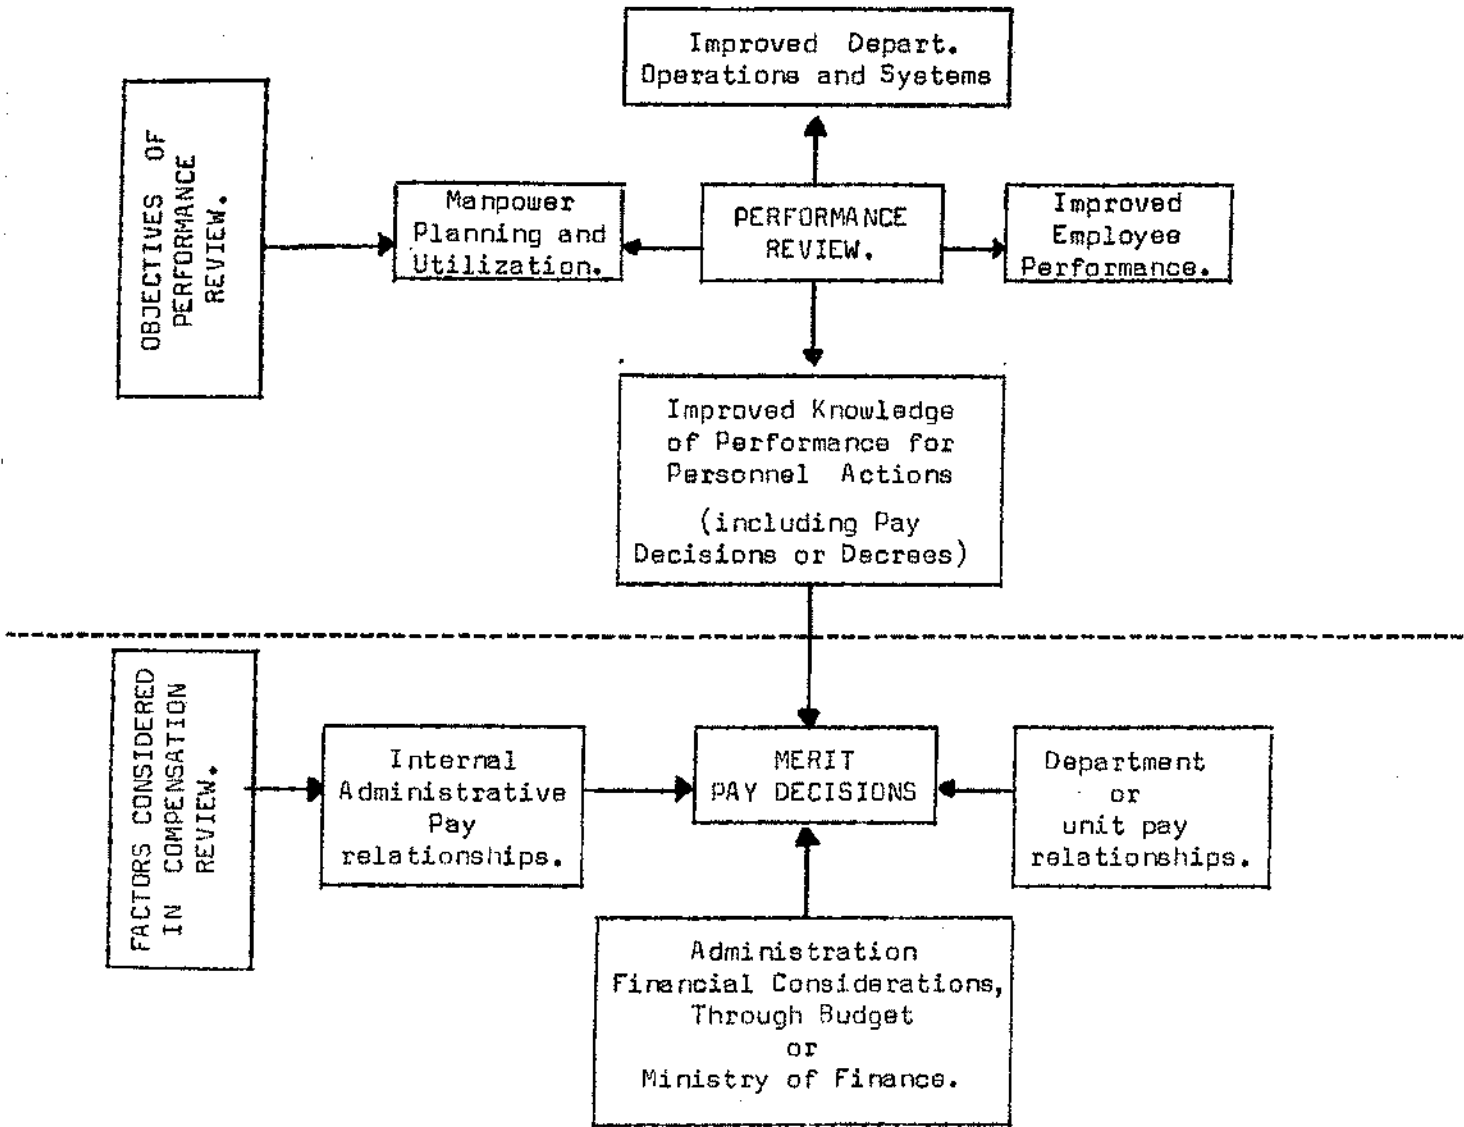 Improved Depart.
Operations and Systems
OBJECTIVES OF
PERFORMANCE
REVIEW.
Manpower
Planning and
Utilization.
PERFORMANCE
REVIEW.
Improved
Employee
Performance.
Improved Knowledge
of Performance for
Personnel Actions
(including Pay
Decisions or Decrees)
FACTORS CONSIDERED
IN COMPENSATION
REVIEW.
Internal
Administrative
Pay
relationships.
MERIT
PAY DECISIONS
Department
or
unit pay
relationships.
Administration
Financial Considerations,
Through Budget
or
Ministry of Finance.